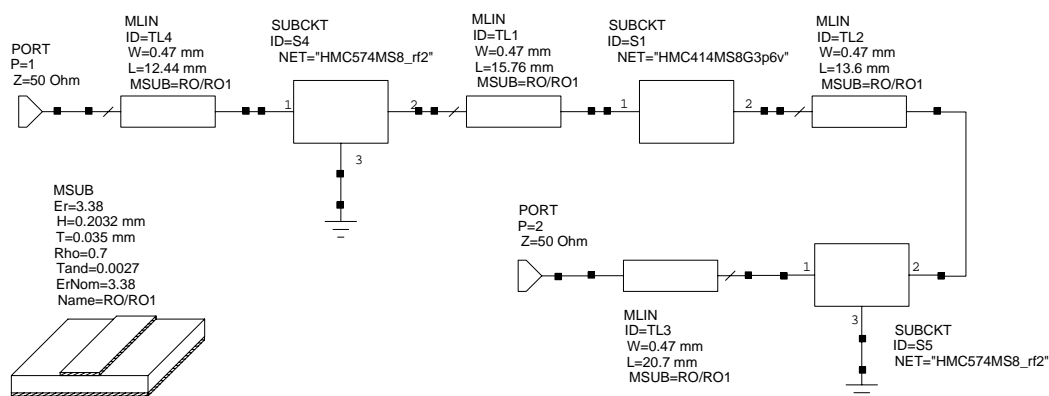 PORT
P=1
Z=50 Ohm
MLIN
ID=TL4
W=0.47 mm
L=12.44 mm
MSUB=RO/RO1
SUBCKT
ID=S4
NET="HMC574MS8_rf2"
1
2
3
MLIN
ID=TL1
W=0.47 mm
L=15.76 mm
MSUB=RO/RO1
SUBCKT
ID=S1
NET="HMC414MS8G3p6v"
1
2
MLIN
ID=TL2
W=0.47 mm
L=13.6 mm
MSUB=RO/RO1
MSUB
Er=3.38
H=0.2032 mm
T=0.035 mm
Rho=0.7
Tand=0.0027
ErNom=3.38
Name=RO/RO1
PORT
P=2
Z=50 Ohm
MLIN
ID=TL3
W=0.47 mm
L=20.7 mm
MSUB=RO/RO1
1
2
3
SUBCKT
ID=S5
NET="HMC574MS8_rf2"